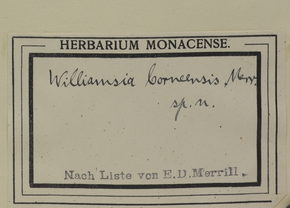 HERBARIUM MONACENSE.
Williamsia Borneensis Merr.
sp. n.
Nach Liste von E.D.Merrill.